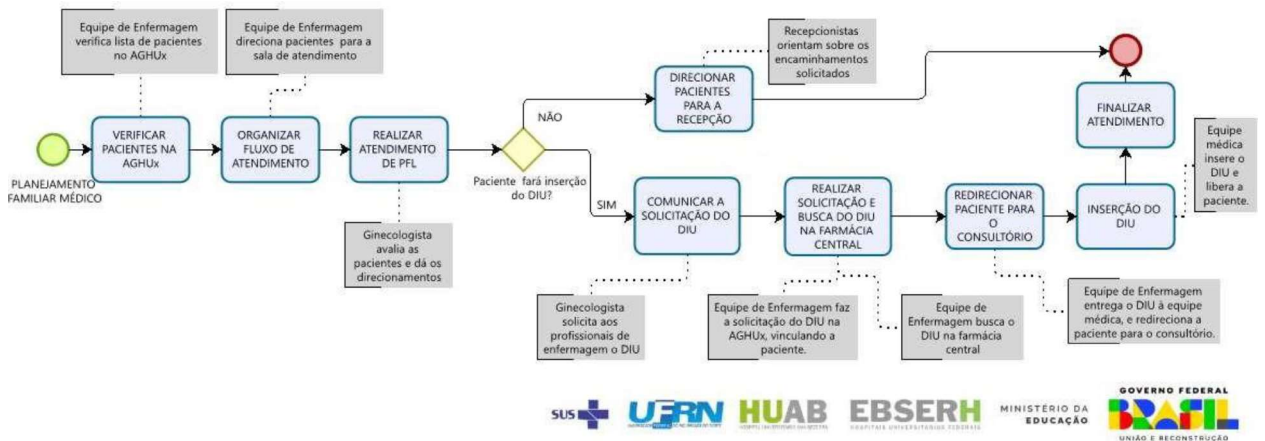 Equipe de Enfermagem
verifica lista de pacientes
no AGHUx
Equipe de Enfermagem
direciona pacientes para a
sala de atendimento
Recepcionistas
orientam sobre os
encaminhamentos
solicitados
PLANEJAMENTO
FAMILIAR MÉDICO
VERIFICAR
PACIENTES NA
AGHUx
ORGANIZAR
FLUXO DE
ATENDIMENTO
REALIZAR
ATENDIMENTO
DE PFL
Paciente fará inserção
do DIU?
NÃO
DIRECIONAR
PACIENTES
PARA A
RECEPÇÃO
SIM
COMUNICAR A
SOLICITAÇÃO DO
DIU
REALIZAR
SOLICITAÇÃO E
BUSCA DO DIU
NA FARMÁCIA
CENTRAL
REDIRECIONAR
PACIENTE PARA
O
CONSULTÓRIO
INSERÇÃO DO
DIU
FINALIZAR
ATENDIMENTO
Equipe
médica
insere o
DIU e
libera a
paciente.
Ginecologista
avalia as
pacientes e dá os
direcionamentos
Ginecologista
solicita aos
profissionais de
enfermagem o DIU
Equipe de Enfermagem faz
a solicitação do DIU na
AGHUx, vinculando a
paciente.
Equipe de
Enfermagem busca o
DIU na farmácia
central
Equipe de Enfermagem
entrega o DIU à equipe
médica, e redireciona a
paciente para o consultório.
SUS
UFRN
HUAB
EBSERH
HOSPITAIS UNIVERSITÁRIOS FEDERAIS
MINISTÉRIO DA
EDUCAÇÃO
GOVERNO FEDERAL
BRASIL
UNIÃO E RECONSTRUÇÃO